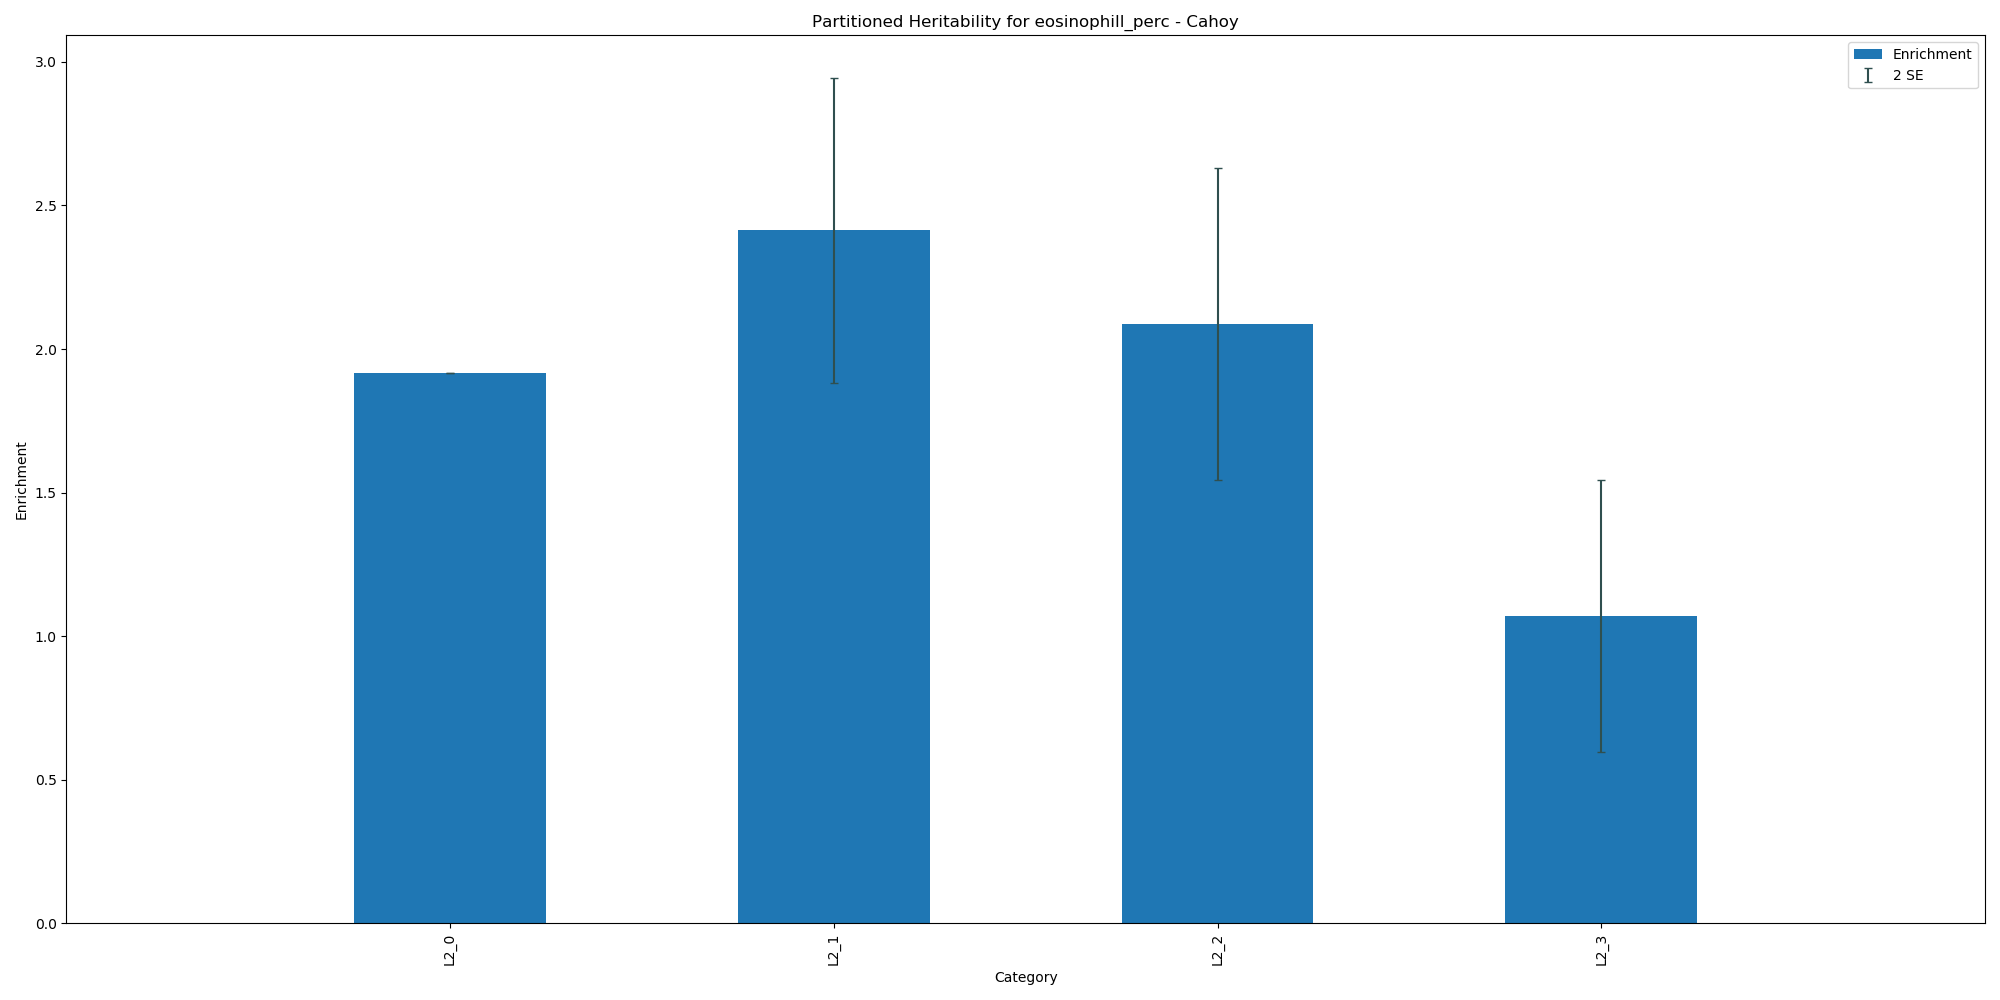 Partitioned Heritability for eosinophill_perc - Cahoy
Enrichment
2 SE
3.0
2.5
2.0
1.5
1.0
0.5
0.0
Enrichment
L2_0
L2_1
L2_2
L2_3
Category